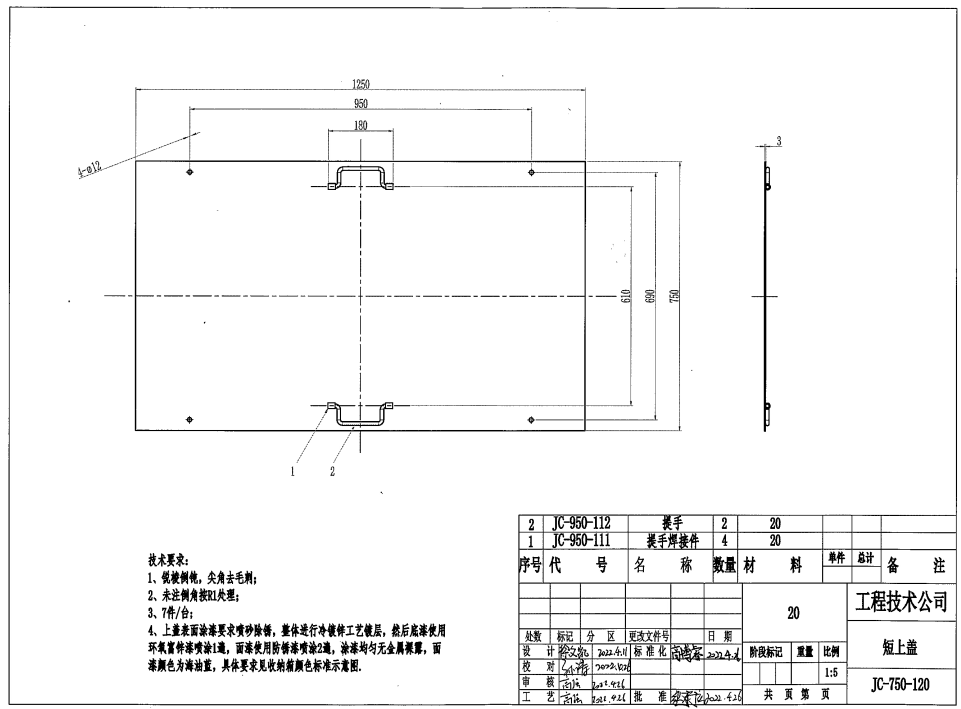 1250
950
180
4-⌀12
3
610
690
750
1
2
技术要求:
1、锐棱倒钝，尖角去毛刺;
2、未注倒角按R1处理;
3、7件/台;
4、上盖表面涂漆要求喷砂除锈，整体进行冷镀锌工艺镀层，然后底漆使用
环氧富锌漆喷涂1遍，面漆使用防锈漆喷涂2遍，涂漆均匀无金属裸露，面
漆颜色为海油蓝，具体要求见收纳箱颜色标准示意图.
2 JC-950-112 提手 2 20
1 JC-950-111 提手焊接件 4 20
序号 代 号 名 称 数量 材 料 单件 总计 备 注
20
工程技术公司
处数 标记 分 区 更改文件号 日 期
设 计 2022.4.11 标 准 化 2022.4.26
阶段标记 重量 比例
短上盖
校 对 2022.4.26
1:5
审 核 2022.4.26
工 艺 2022.4.26 批 准 2022.4.26
共 页 第 页
JC-750-120